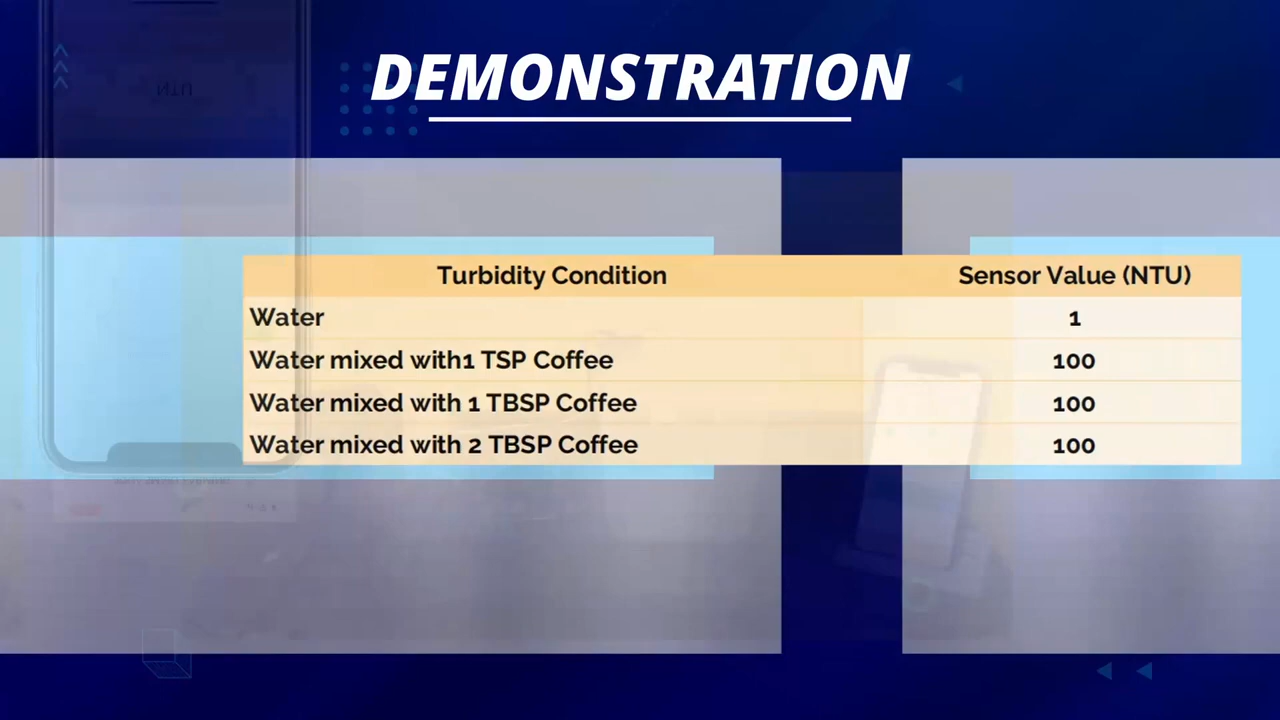 DEMONSTRATION
Turbidity Condition Sensor Value (NTU)
Water 1
Water mixed with1 TSP Coffee 100
Water mixed with 1 TBSP Coffee 100
Water mixed with 2 TBSP Coffee 100
NTU